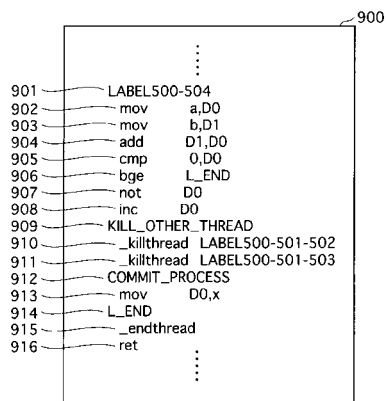 900
901 LABEL500-504
902 mov a,D0
903 mov b,D1
904 add D1,D0
905 cmp 0,D0
906 bge L_END
907 not D0
908 inc D0
909 KILL_OTHER_THREAD
910 _killthread LABEL500-501-502
911 _killthread LABEL500-501-503
912 COMMIT_PROCESS
913 mov D0,x
914 L_END
915 _endthread
916 ret